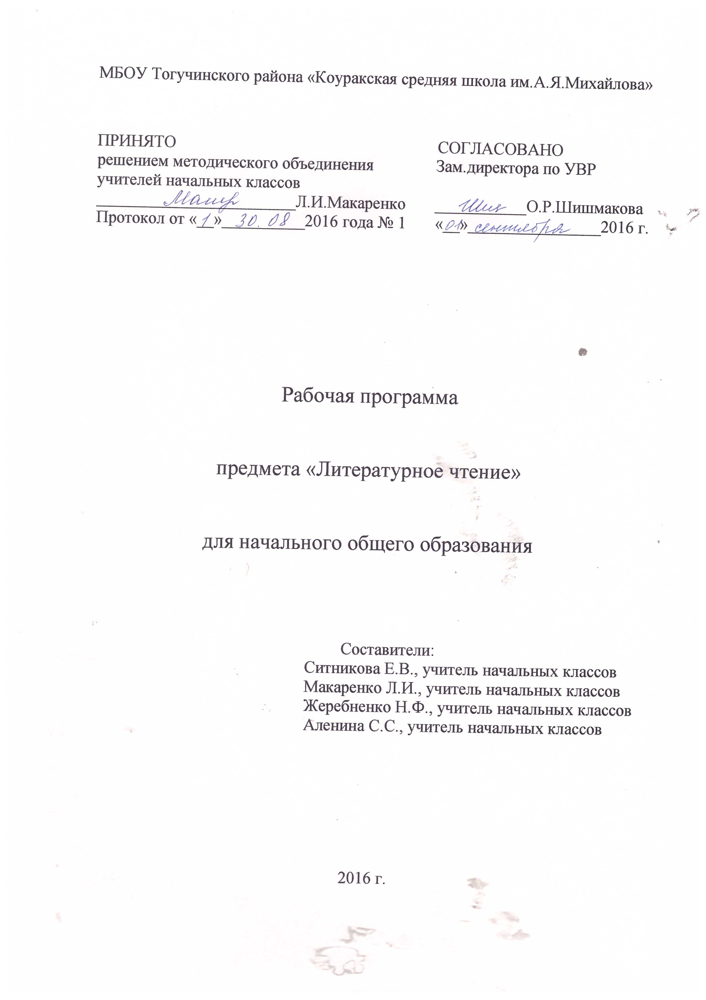 МБОУ Тогучинского района «Коуракская средняя школа им.А.Я.Михайлова»
ПРИНЯТО
решением методического объединения
учителей начальных классов
Л.И.Макаренко
Протокол от «1» 30.08 2016 года № 1
СОГЛАСОВАНО
Зам.директора по УВР
О.Р.Шишмакова
«01» сентября 2016 г.
Рабочая программа
предмета «Литературное чтение»
для начального общего образования
Составители:
Ситникова Е.В., учитель начальных классов
Макаренко Л.И., учитель начальных классов
Жеребненко Н.Ф., учитель начальных классов
Аленина С.С., учитель начальных классов
2016 г.